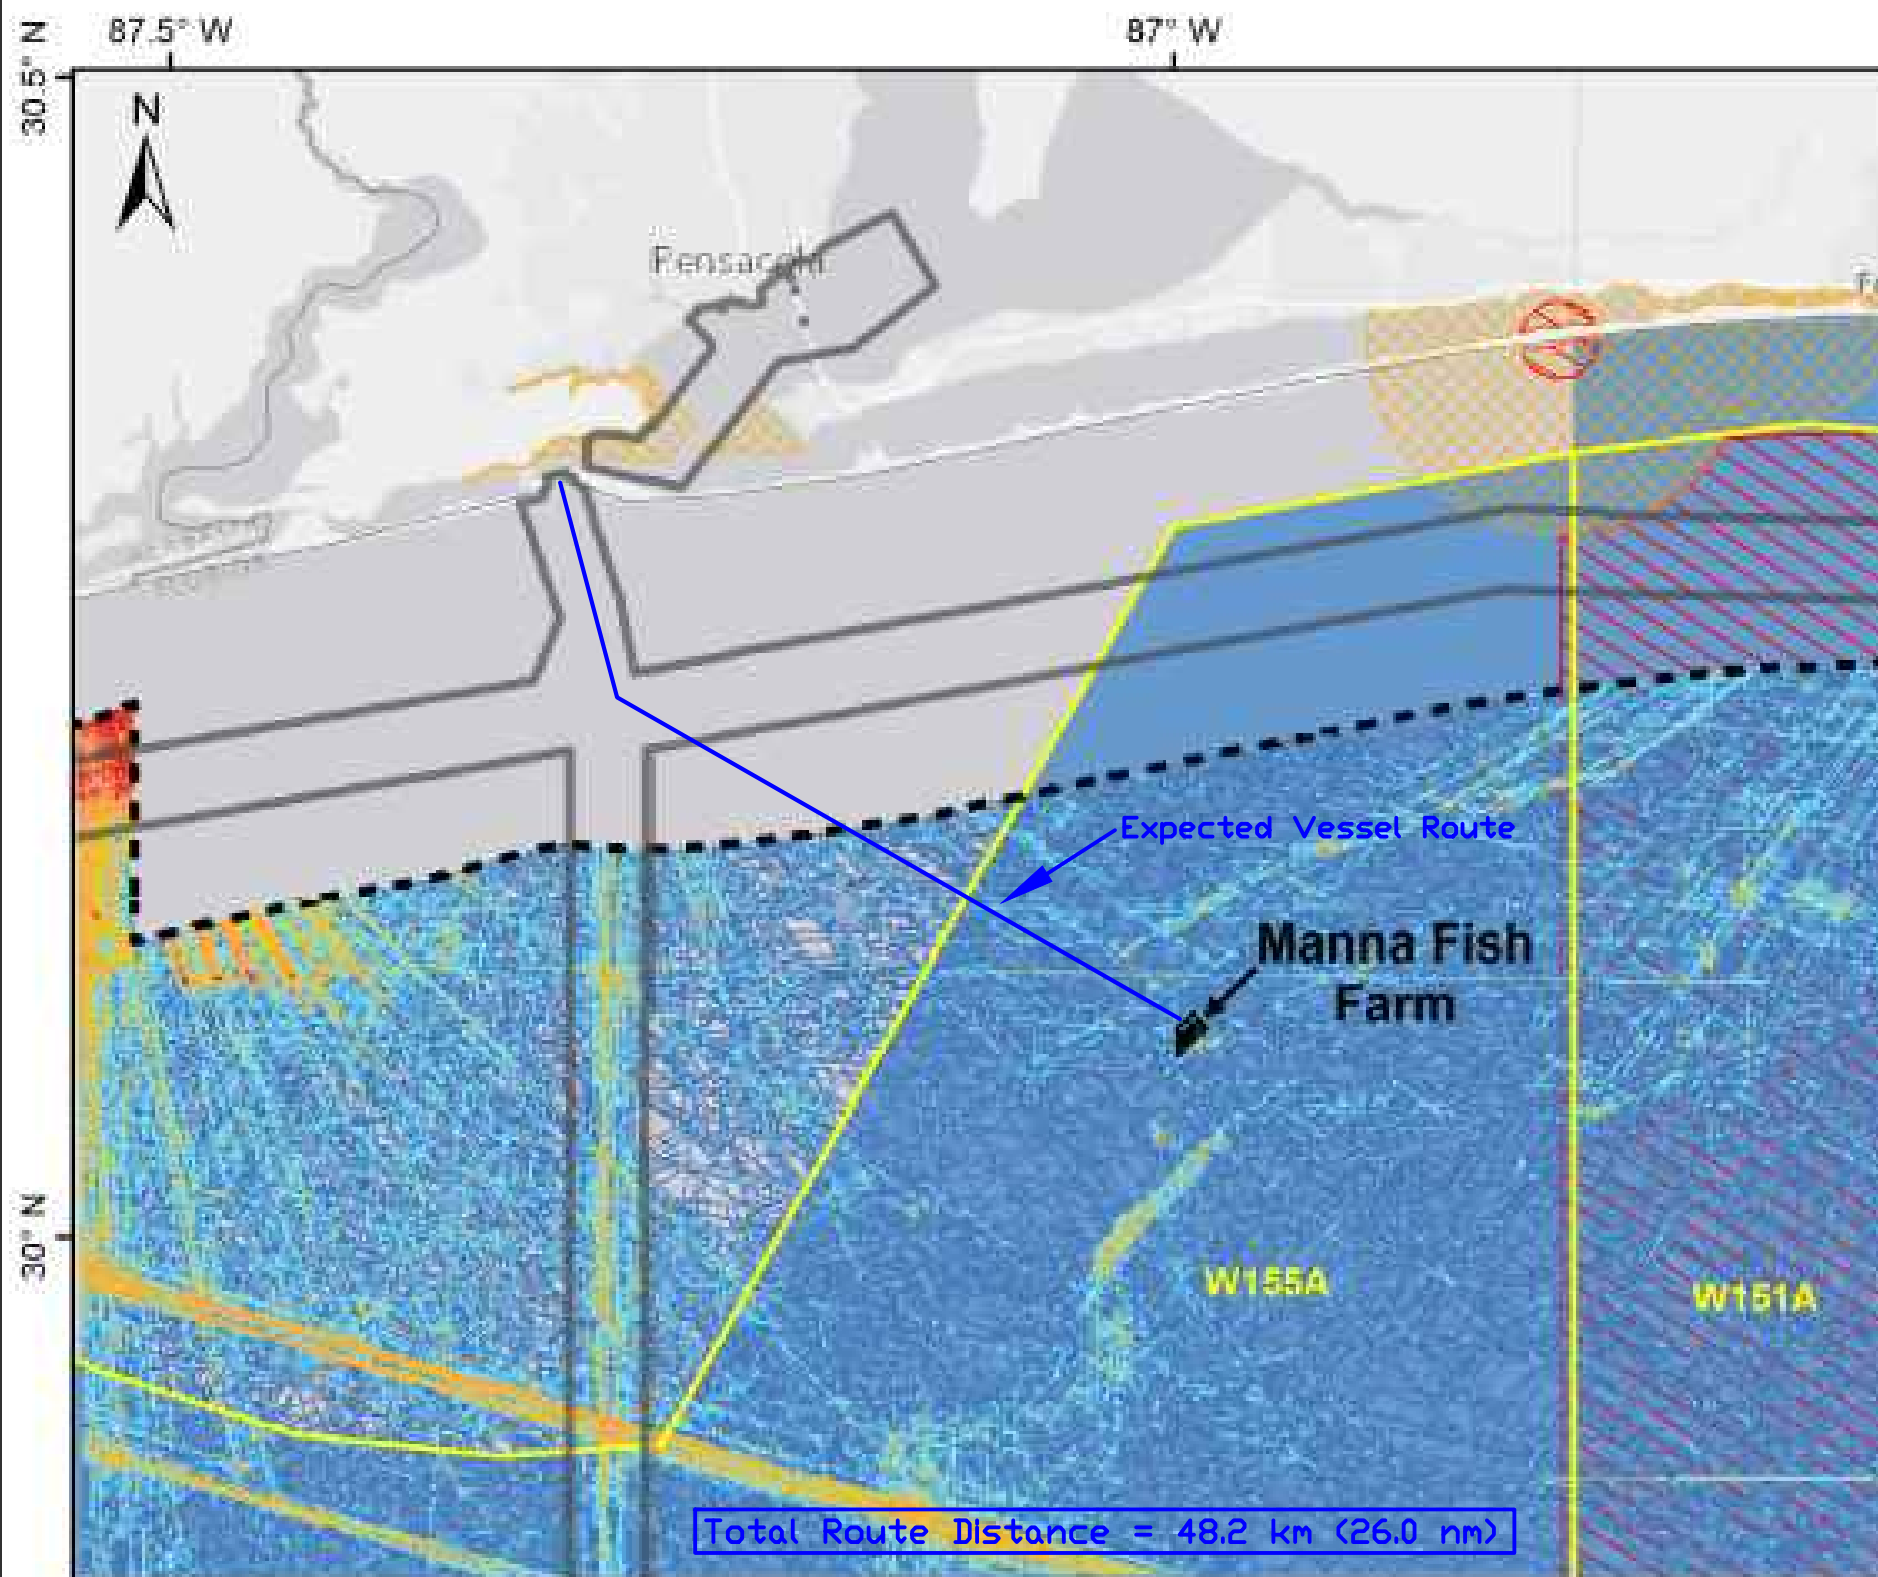 87.5° W
87° W
30.5° N
N
Pensacola
Expected Vessel Route
Manna Fish
Farm
30° N
W155A
W151A
Total Route Distance = 48.2 km (26.0 nm)